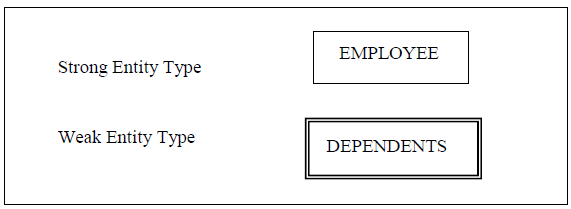 EMPLOYEE
Strong Entity Type
Weak Entity Type
DEPENDENTS